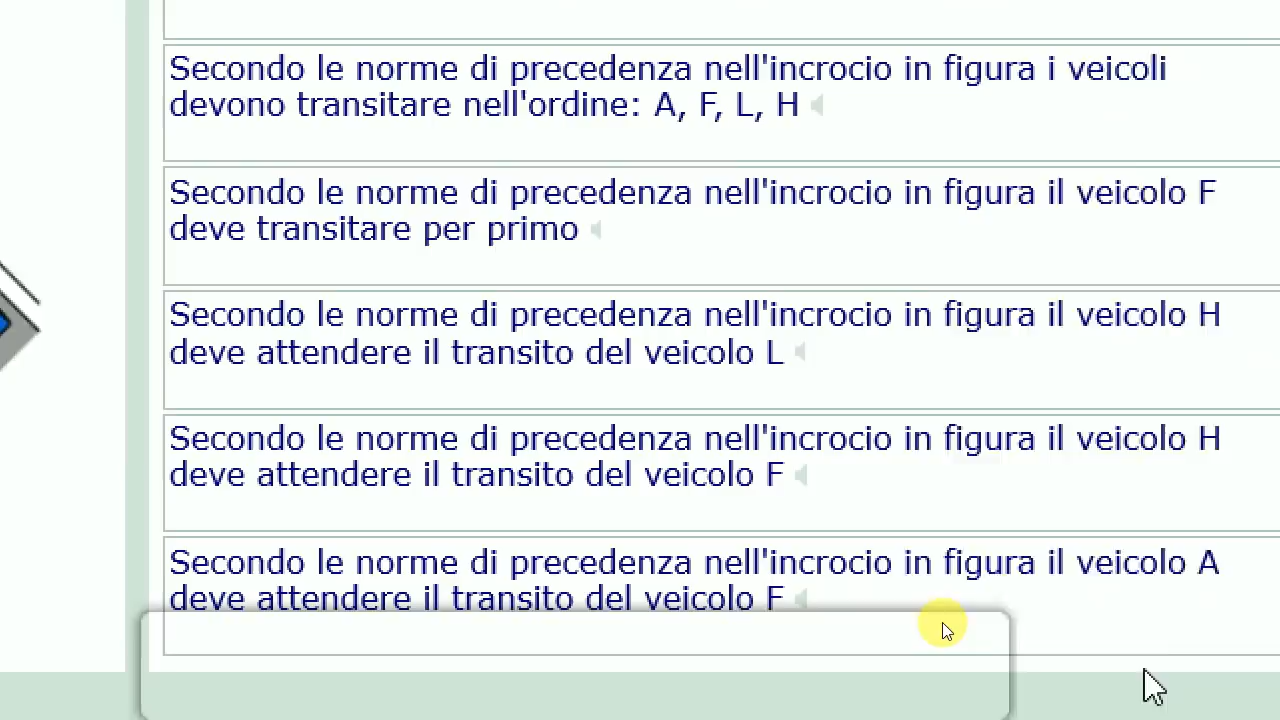 Secondo le norme di precedenza nell'incrocio in figura i veicoli
devono transitare nell'ordine: A, F, L, H
Secondo le norme di precedenza nell'incrocio in figura il veicolo F
deve transitare per primo
Secondo le norme di precedenza nell'incrocio in figura il veicolo H
deve attendere il transito del veicolo L
Secondo le norme di precedenza nell'incrocio in figura il veicolo H
deve attendere il transito del veicolo F
Secondo le norme di precedenza nell'incrocio in figura il veicolo A
deve attendere il transito del veicolo F